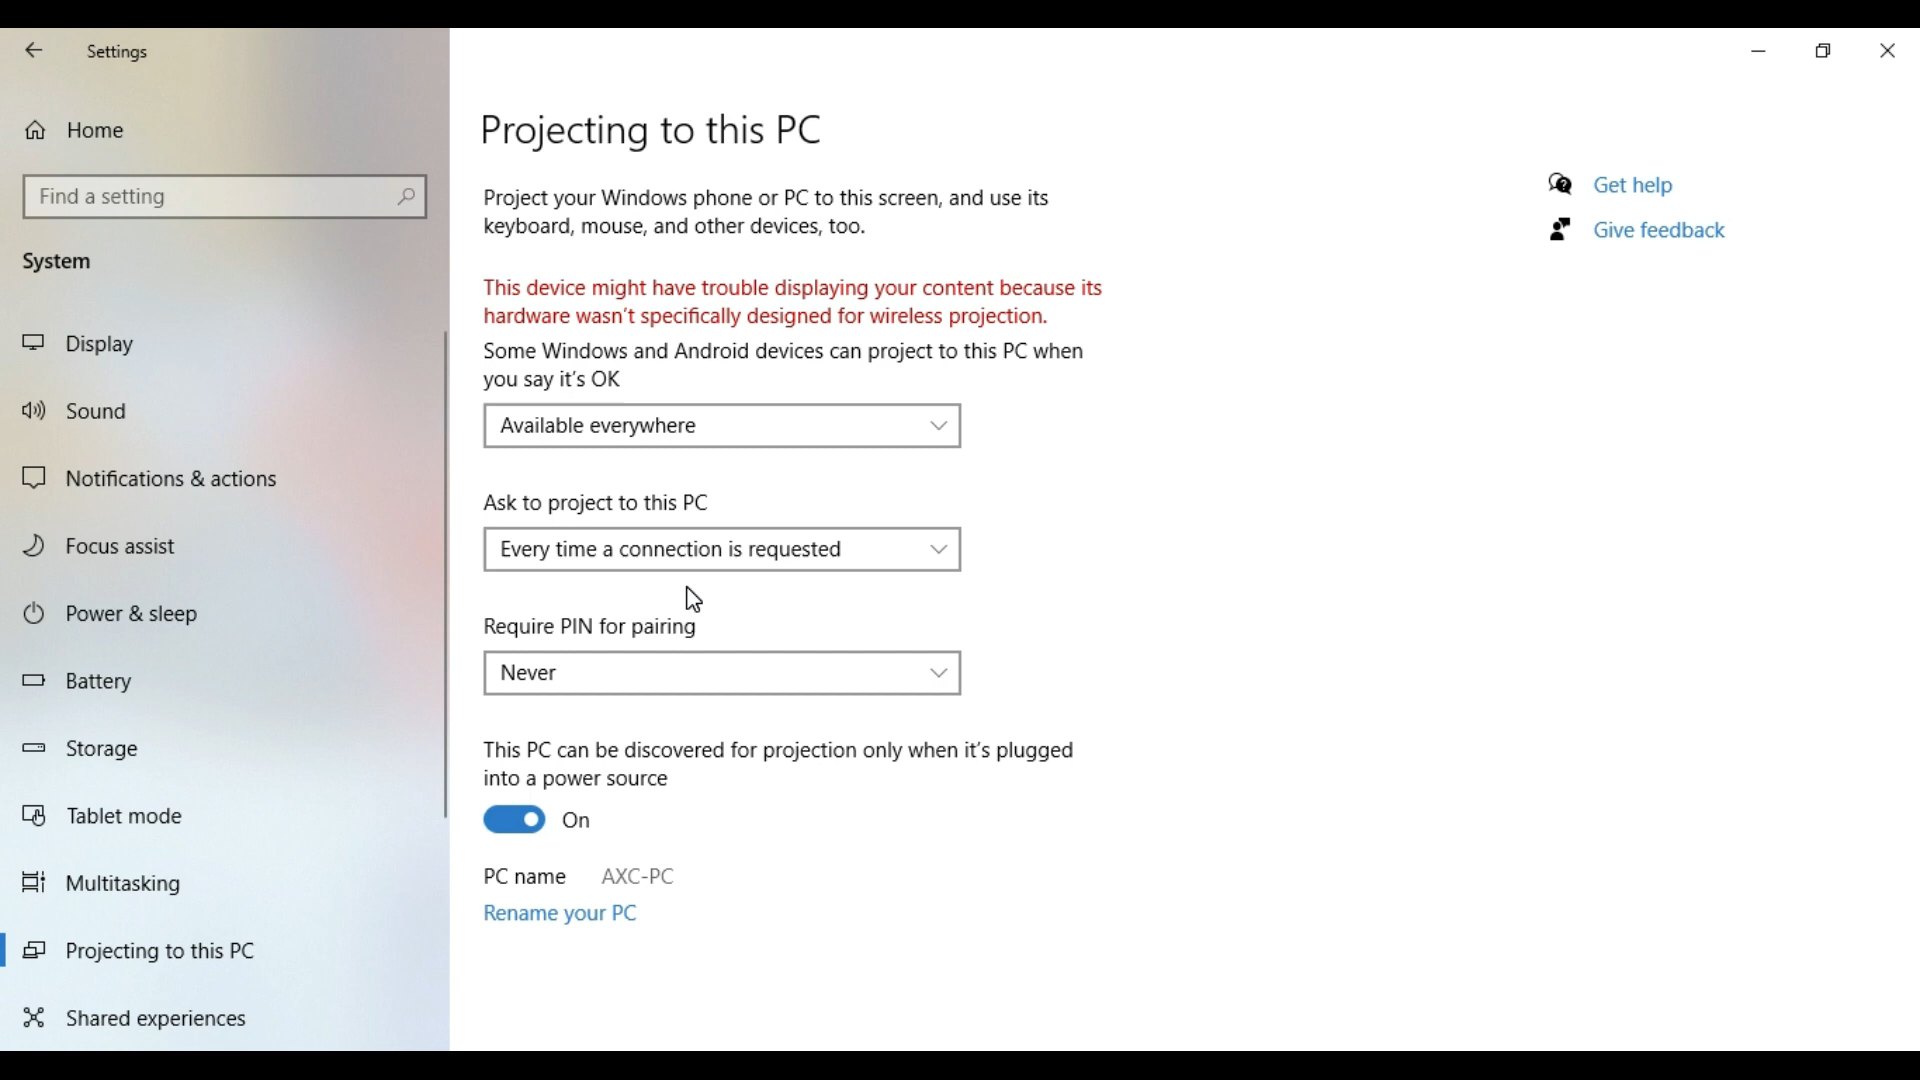 Settings
Home
Find a setting
System
Display
Sound
Notifications & actions
Focus assist
Power & sleep
Battery
Storage
Tablet mode
Multitasking
Projecting to this PC
Shared experiences
Projecting to this PC
Project your Windows phone or PC to this screen, and use its
keyboard, mouse, and other devices, too.
This device might have trouble displaying your content because its
hardware wasn't specifically designed for wireless projection.
Some Windows and Android devices can project to this PC when
you say it's OK
Available everywhere
Ask to project to this PC
Every time a connection is requested
Require PIN for pairing
Never
This PC can be discovered for projection only when it's plugged
into a power source
On
PC name AXC-PC
Rename your PC
Get help
Give feedback